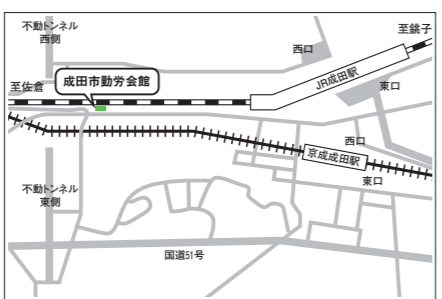 不動トンネル
西側
至銚子
西口
成田市勤労会館
JR成田駅
至佐倉
東口
西口
京成成田駅
東口
不動トンネル
東側
国道51号